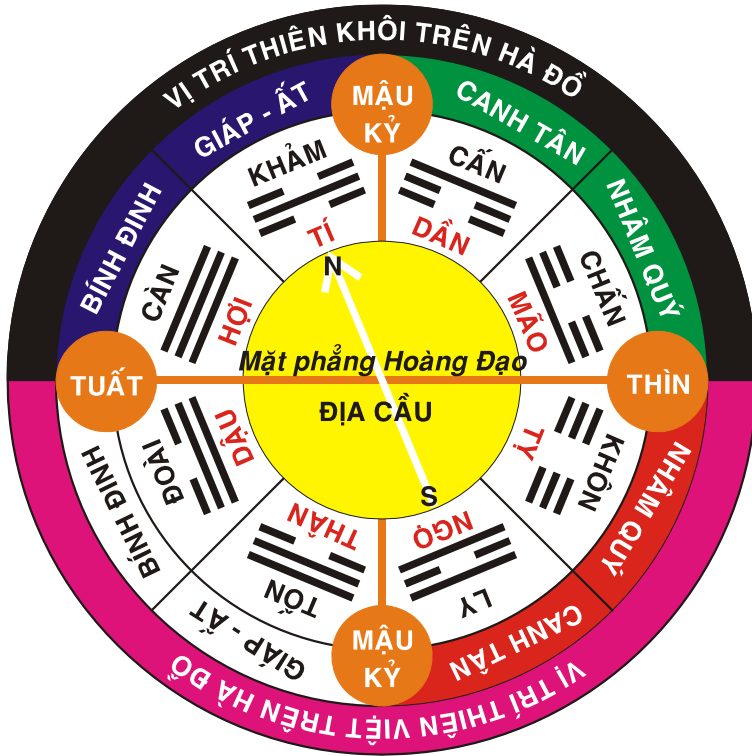 VỊ TRÍ THIÊN KHÔI TRÊN HÀ ĐỒ
GIÁP - ẤT
MẬU
KỶ
CANH TÂN
BÍNH ĐINH
NHÂM QUÝ
KHẢM
CẤN
TÍ
DẦN
CÀN
HỢI
CHẤN
MÃO
N
Mặt phẳng Hoàng Đạo
TUẤT
THÌN
ĐỊA CẦU
ĐOÀI
DẬU
TỴ
KHÔN
S
BÍNH ĐINH
NHÂM QUÝ
THÂN
NGỌ
TỐN
LY
GIÁP - ẤT
MẬU
KỶ
CANH TÂN
VỊ TRÍ THIÊN VIỆT TRÊN HÀ ĐỒ